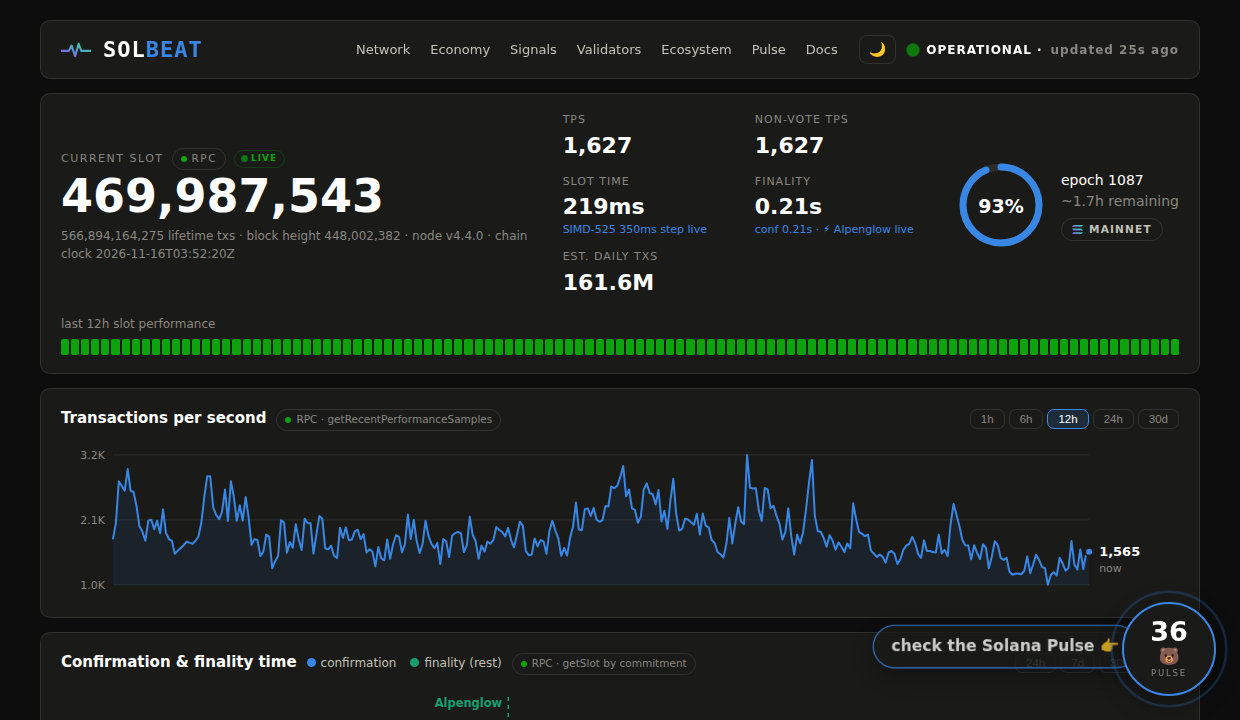 SOLBEAT
Network Economy Signals Validators Ecosystem Pulse Docs
OPERATIONAL · updated 25s ago
CURRENT SLOT RPC LIVE
469,987,543
566,894,164,275 lifetime txs · block height 448,002,382 · node v4.4.0 · chain
clock 2026-11-16T03:52:20Z
TPS
1,627
NON-VOTE TPS
1,627
SLOT TIME
219ms
SIMD-525 350ms step live
FINALITY
0.21s
conf 0.21s · ⚡ Alpenglow live
EST. DAILY TXS
161.6M
93%
epoch 1087
~1.7h remaining
MAINNET
last 12h slot performance
Transactions per second RPC · getRecentPerformanceSamples
1h 6h 12h 24h 30d
3.2K
2.1K
1.0K
1,565
now
Confirmation & finality time confirmation finality (rest) RPC · getSlot by commitment
24h 7d
Alpenglow
check the Solana Pulse 👉
36
PULSE